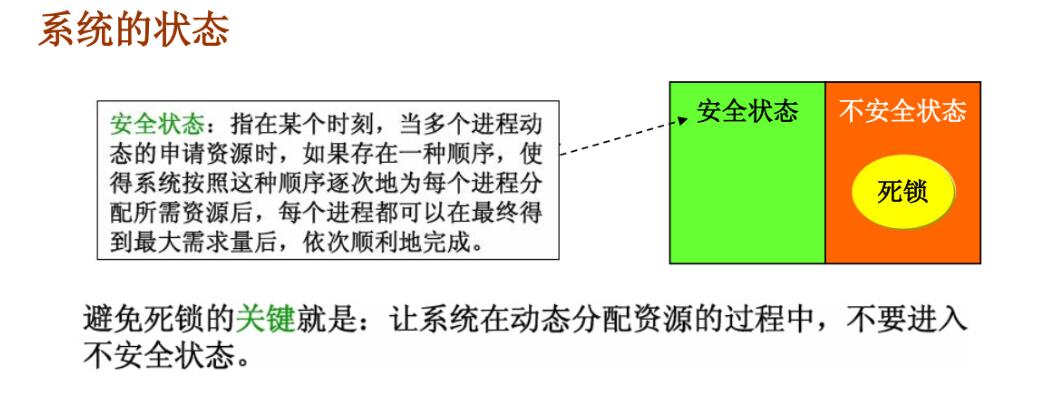 系统的状态
安全状态：指在某个时刻，当多个进程动
态的申请资源时，如果存在一种顺序，使
得系统按照这种顺序逐次地为每个进程分
配所需资源后，每个进程都可以在最终得
到最大需求量后，依次顺利地完成。
安全状态
不安全状态
死锁
避免死锁的关键就是：让系统在动态分配资源的过程中，不要进入
不安全状态。